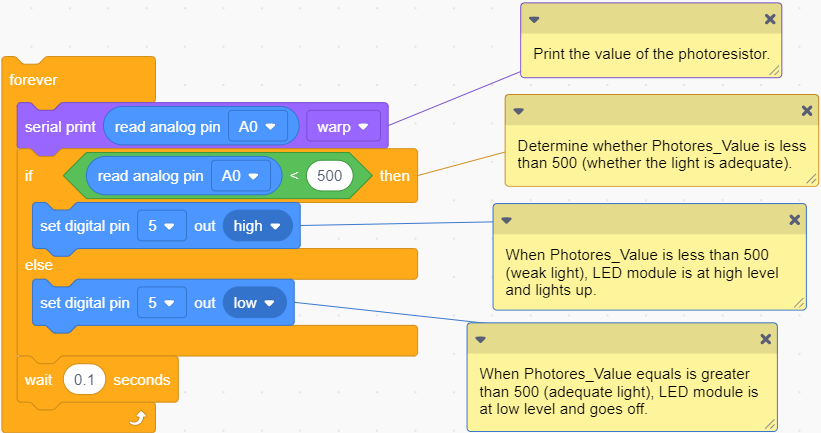 forever
serial print read analog pin A0 warp
if read analog pin A0 < 500 then
set digital pin 5 out high
else
set digital pin 5 out low
wait 0.1 seconds
Print the value of the photoresistor.
Determine whether Photores_Value is less
than 500 (whether the light is adequate).
When Photores_Value is less than 500
(weak light), LED module is at high level
and lights up.
When Photores_Value equals is greater
than 500 (adequate light), LED module is
at low level and goes off.